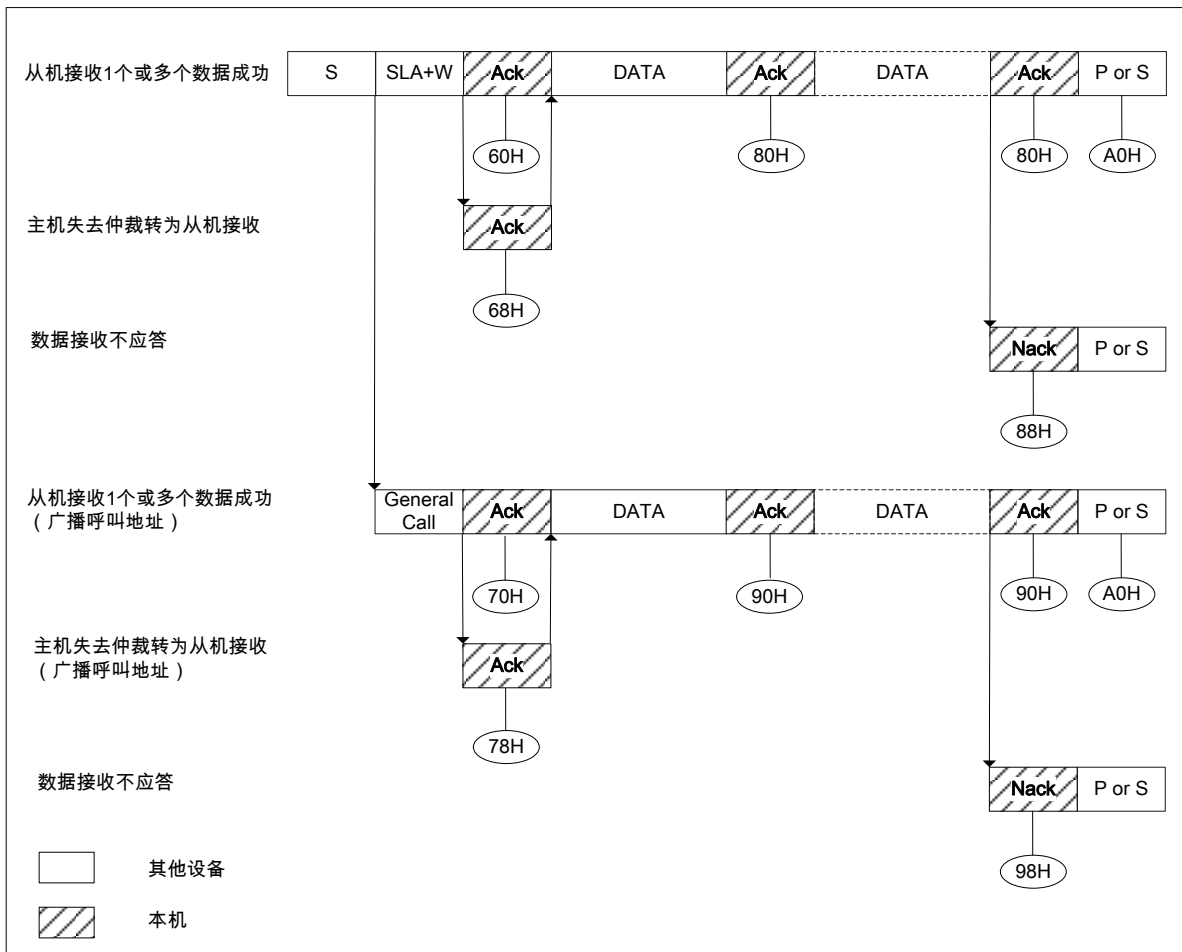 从机接收1个或多个数据成功
S
SLA+W
Ack
DATA
Ack
DATA
Ack
P or S
60H
80H
80H
A0H
主机失去仲裁转为从机接收
Ack
68H
数据接收不应答
Nack
P or S
88H
从机接收1个或多个数据成功
（广播呼叫地址）
General
Call
Ack
DATA
Ack
DATA
Ack
P or S
70H
90H
90H
A0H
主机失去仲裁转为从机接收
（广播呼叫地址）
Ack
78H
数据接收不应答
Nack
P or S
98H
其他设备
本机